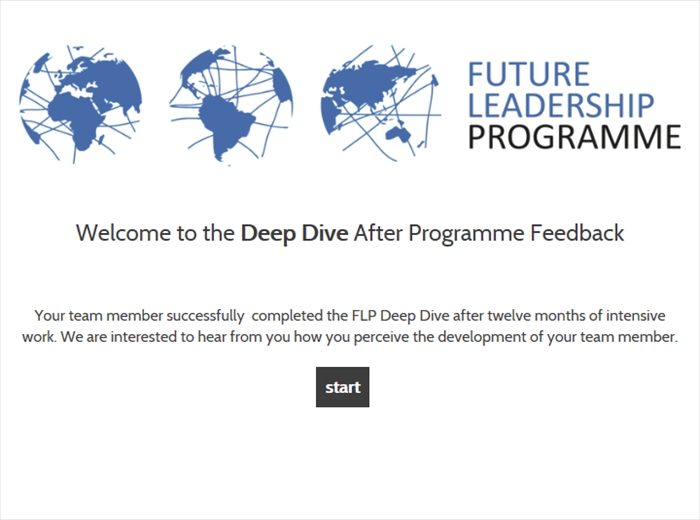 FUTURE
LEADERSHIP
PROGRAMME
Welcome to the Deep Dive After Programme Feedback
Your team member successfully completed the FLP Deep Dive after twelve months of intensive
work. We are interested to hear from you how you perceive the development of your team member.
start